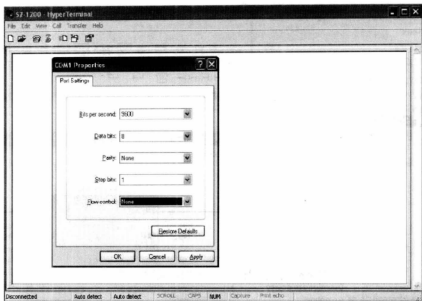 S7-1200 HyperTerminal
File Edit View Call Transfer Help
COM1 Properties
Port Settings
Bits per second: 9600
Data bits: 8
Parity: None
Stop bits: 1
Flow control: None
Restore Defaults
OK Cancel Apply
Disconnected Auto detect Auto detect SCROLL CAPS NUM Capture Print echo